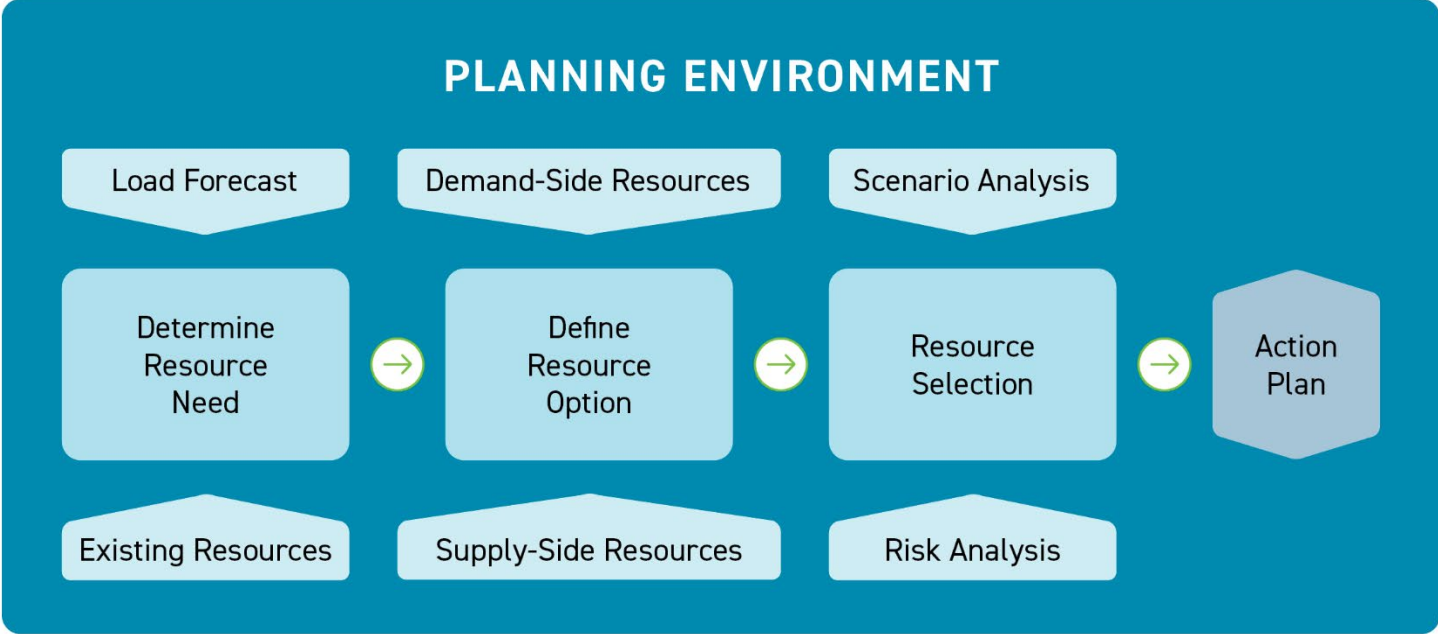 PLANNING ENVIRONMENT
Load Forecast
Demand-Side Resources
Scenario Analysis
Determine
Resource
Need
Define
Resource
Option
Resource
Selection
Action
Plan
Existing Resources
Supply-Side Resources
Risk Analysis